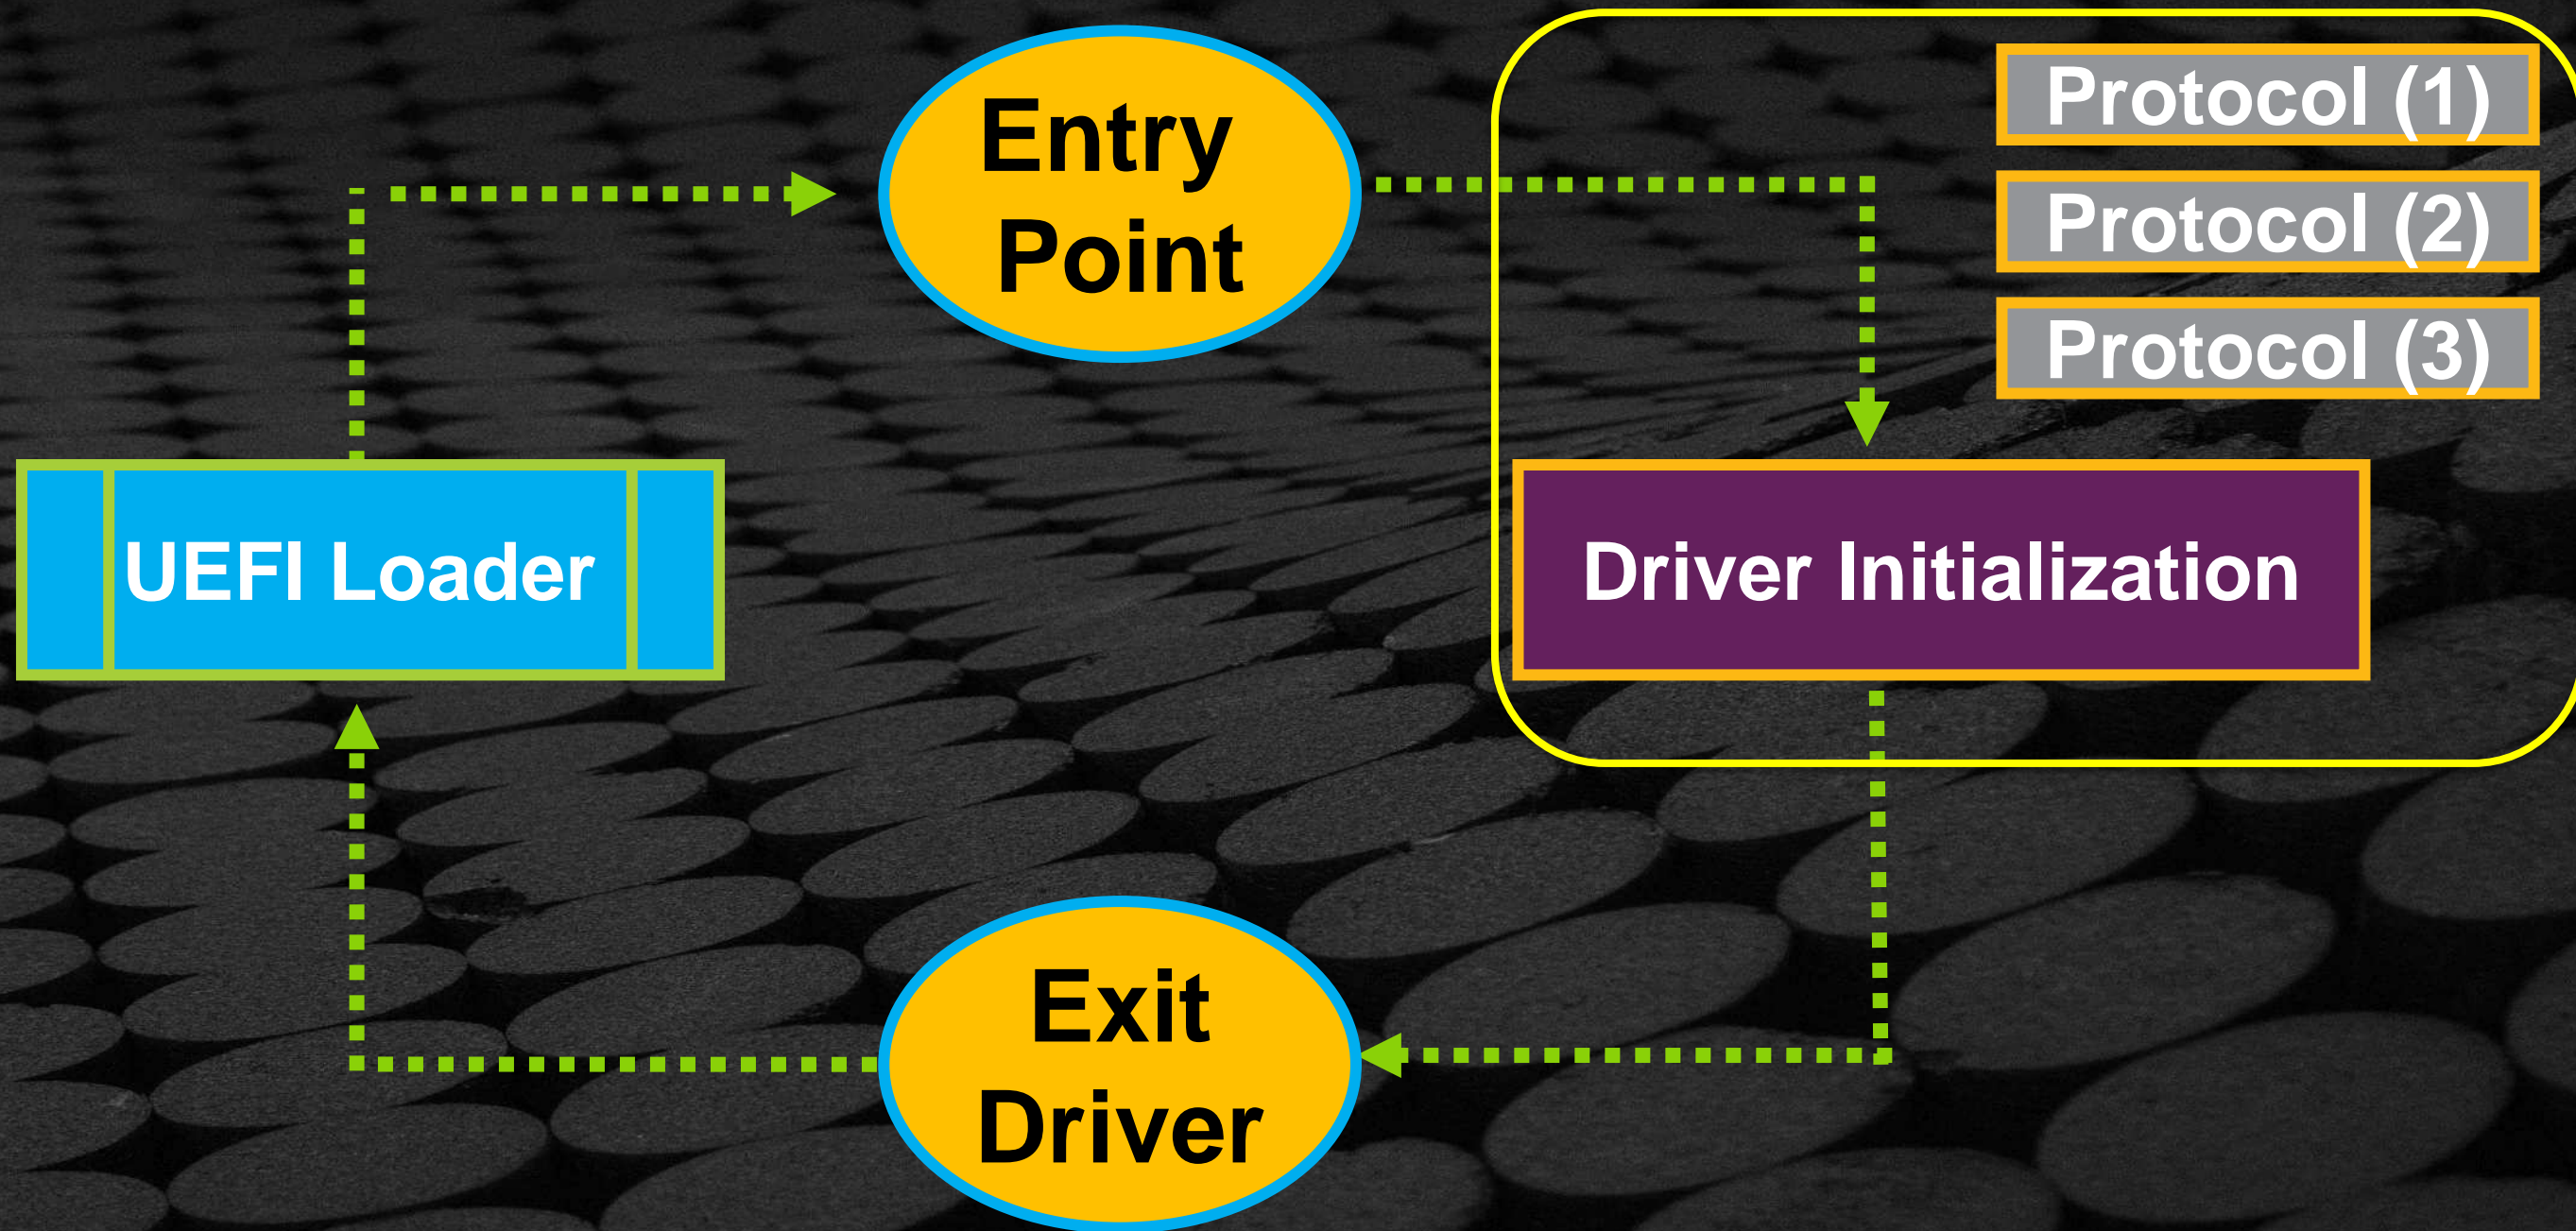 Entry
Point
Protocol (1)
Protocol (2)
Protocol (3)
UEFI Loader
Driver Initialization
Exit
Driver